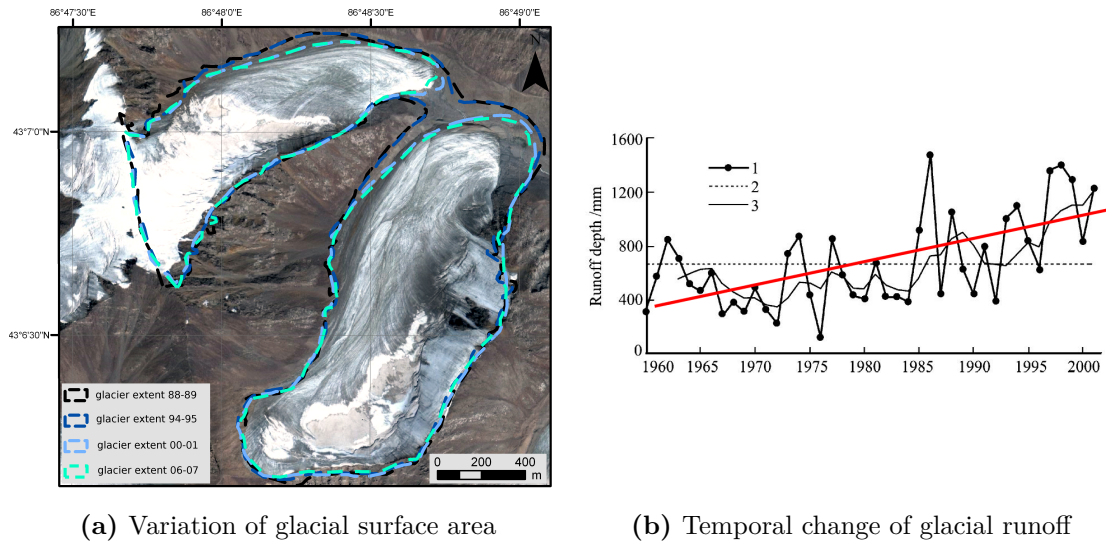 86°47'30"E 86°48'0"E 86°48'30"E 86°49'0"E
N
43°7'0"N
43°6'30"N
glacier extent 88-89
glacier extent 94-95
glacier extent 00-01
glacier extent 06-07
0 200 400
m
1600
1200
800
400
0
Runoff depth /mm
1
2
3
1960 1965 1970 1975 1981 1985 1989 1995 2000
(a) Variation of glacial surface area
(b) Temporal change of glacial runoff